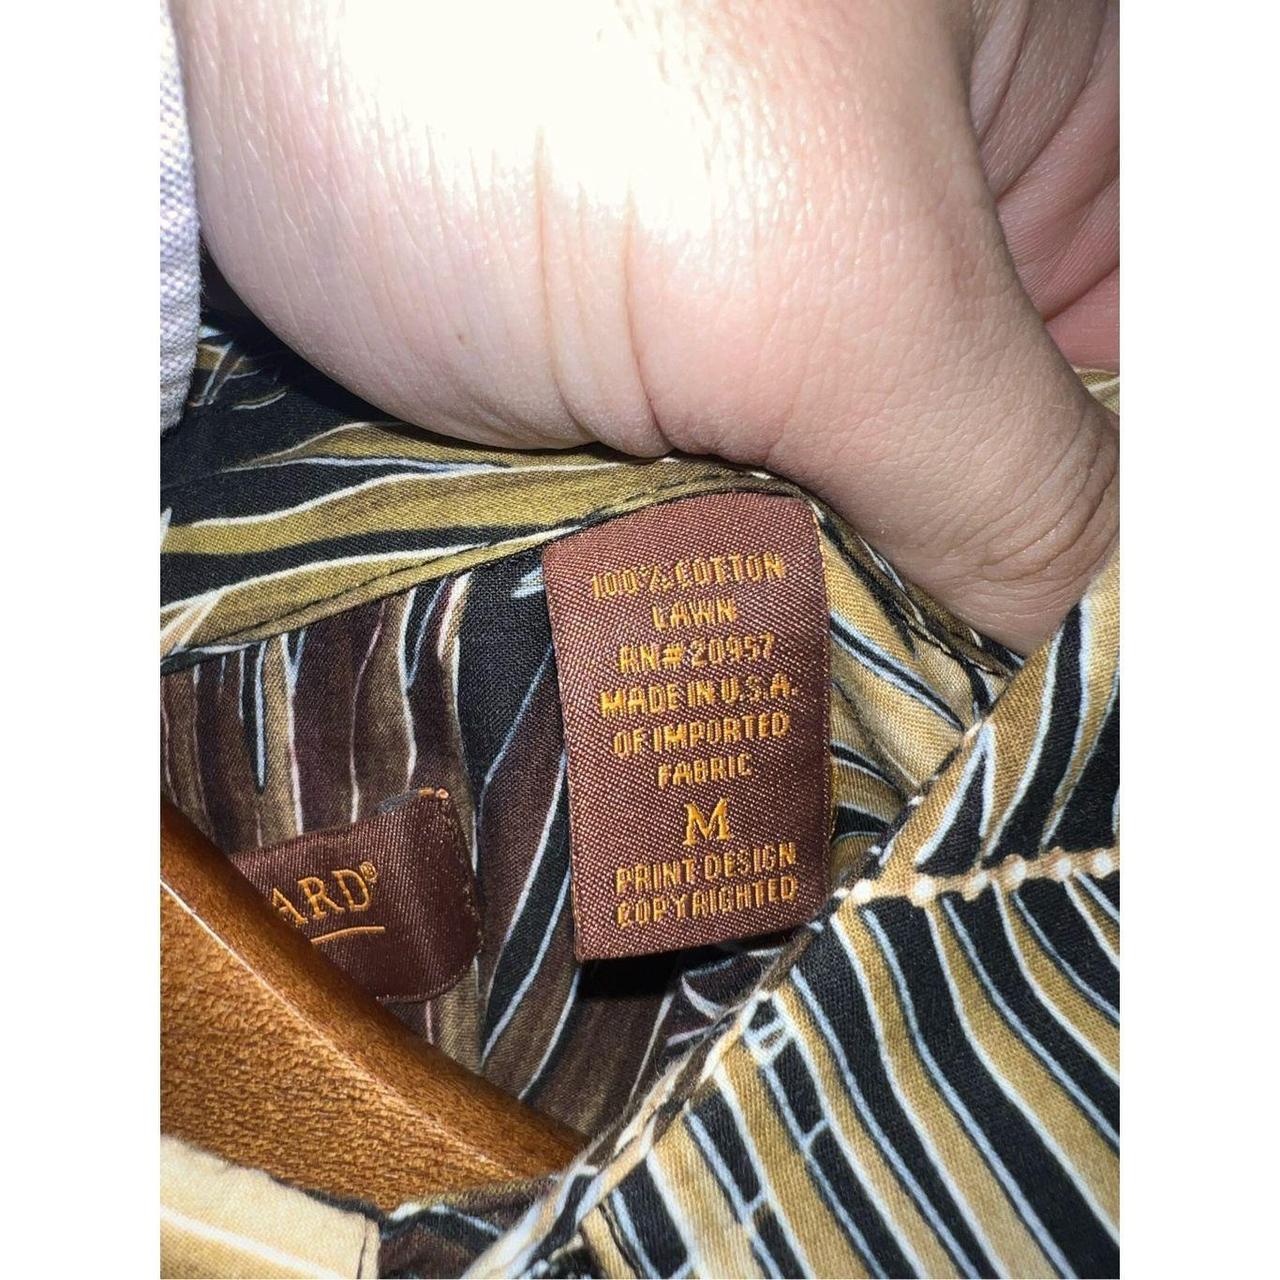 100% COTTON
LAWN
RN# 20957
MADE IN U.S.A.
OF IMPORTED
FABRIC
M
PRINT DESIGN
COPYRIGHTED
ARD®